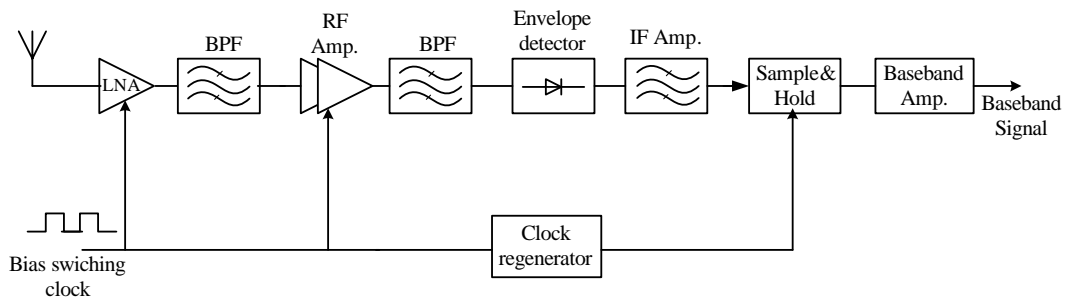 LNA
BPF
RF
Amp.
BPF
Envelope
detector
IF Amp.
Sample&
Hold
Baseband
Amp.
Baseband
Signal
Bias swiching
clock
Clock
regenerator